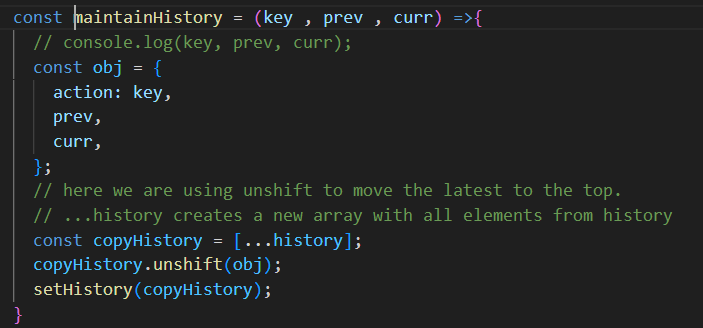 const maintainHistory = (key , prev , curr) =>{
// console.log(key, prev, curr);
const obj = {
action: key,
prev,
curr,
};
// here we are using unshift to move the latest to the top.
// ...history creates a new array with all elements from history
const copyHistory = [...history];
copyHistory.unshift(obj);
setHistory(copyHistory);
}